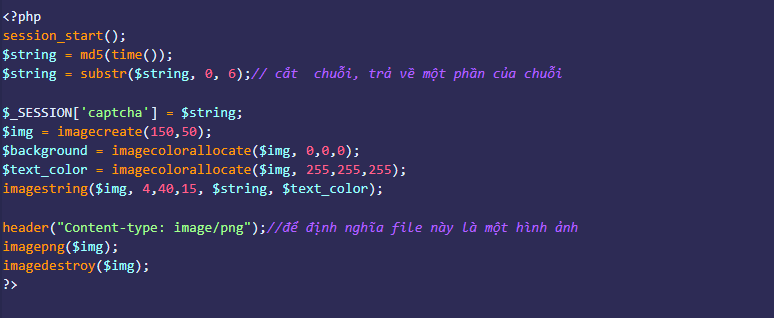 <?php
session_start();
$string = md5(time());
$string = substr($string, 0, 6);// cắt  chuỗi, trả về một phần của chuỗi
$_SESSION['captcha'] = $string;
$img = imagecreate(150,50);
$background = imagecolorallocate($img, 0,0,0);
$text_color = imagecolorallocate($img, 255,255,255);
imagestring($img, 4,40,15, $string, $text_color);
header("Content-type: image/png");//để định nghĩa file này là một hình ảnh
imagepng($img);
imagedestroy($img);
?>